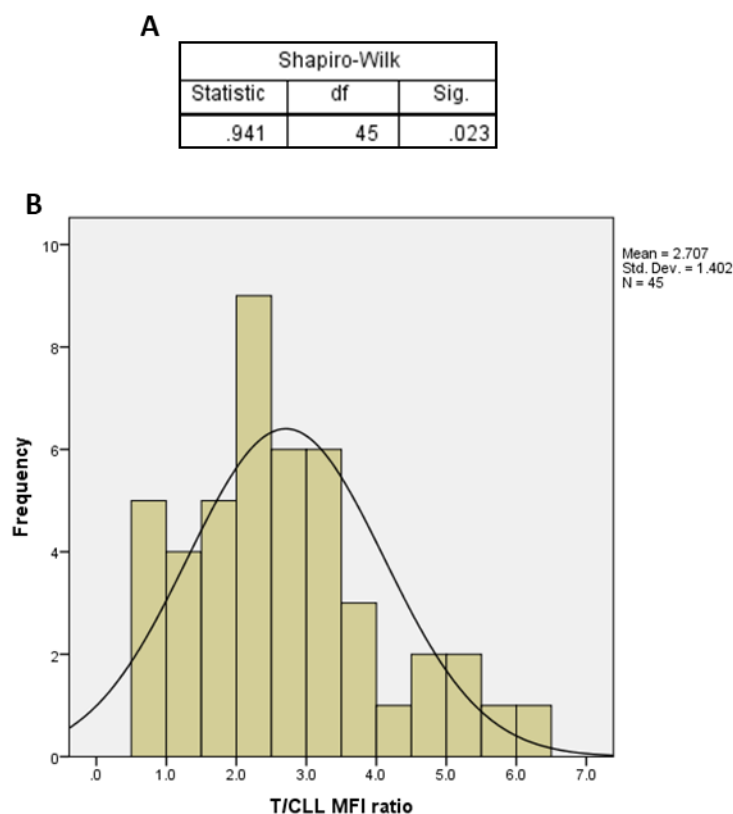 A
Shapiro-Wilk
Statistic df Sig.
.941 45 .023
B
10
8
6
4
2
0
Frequency
.0 1.0 2.0 3.0 4.0 5.0 6.0 7.0
T/CLL MFI ratio
Mean = 2.707
Std. Dev. = 1.402
N = 45